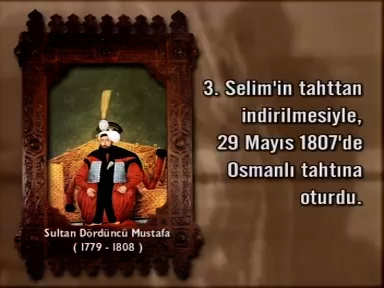 3. Selim'in tahttan
indirilmesiyle,
29 Mayıs 1807'de
Osmanlı tahtına
oturdu.
Sultan Dördüncü Mustafa
( 1779 - 1808 )